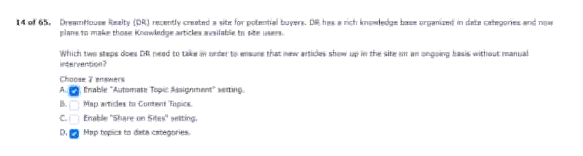 14 of 65. DreamHouse Realty (DR) recently created a site for potential buyers. DR has a rich knowledge base organized in data categories and now
plans to make those Knowledge articles available to site users.
Which two steps does DR need to take in order to ensure that new articles show up in the site on an ongoing basis without manual
intervention?
Choose 2 answers
A. Enable "Automate Topic Assignment" setting.
B. Map articles to Content Topics.
C. Enable "Share on Sites" setting.
D. Map topics to data categories.